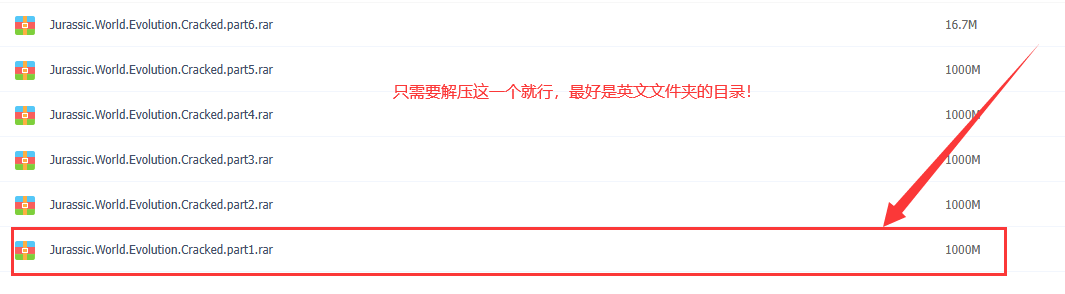 Jurassic.World.Evolution.Cracked.part6.rar 16.7M
Jurassic.World.Evolution.Cracked.part5.rar 1000M
只需要解压这一个就行，最好是英文文件夹的目录！
Jurassic.World.Evolution.Cracked.part4.rar 1000M
Jurassic.World.Evolution.Cracked.part3.rar 1000M
Jurassic.World.Evolution.Cracked.part2.rar 1000M
Jurassic.World.Evolution.Cracked.part1.rar 1000M